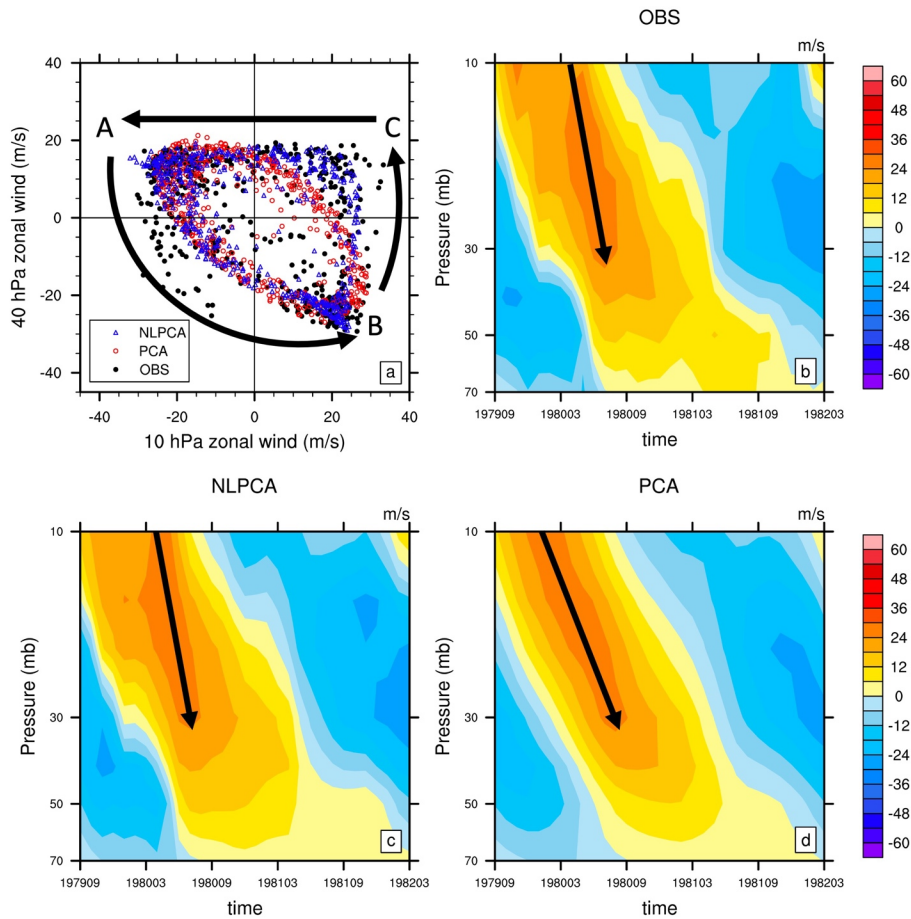 OBS
m/s
40
20
0
-20
-40
40 hPa zonal wind (m/s)
A
C
B
NLPCA
PCA
OBS
a
-40
-20
0
20
40
10 hPa zonal wind (m/s)
10
30
50
70
Pressure (mb)
b
197909
198003
198009
198103
198109
198203
time
60
48
36
24
12
0
-12
-24
-36
-48
-60
NLPCA
m/s
10
30
50
70
Pressure (mb)
c
197909
198003
198009
198103
198109
198203
time
PCA
m/s
10
30
50
70
Pressure (mb)
d
197909
198003
198009
198103
198109
198203
time
60
48
36
24
12
0
-12
-24
-36
-48
-60